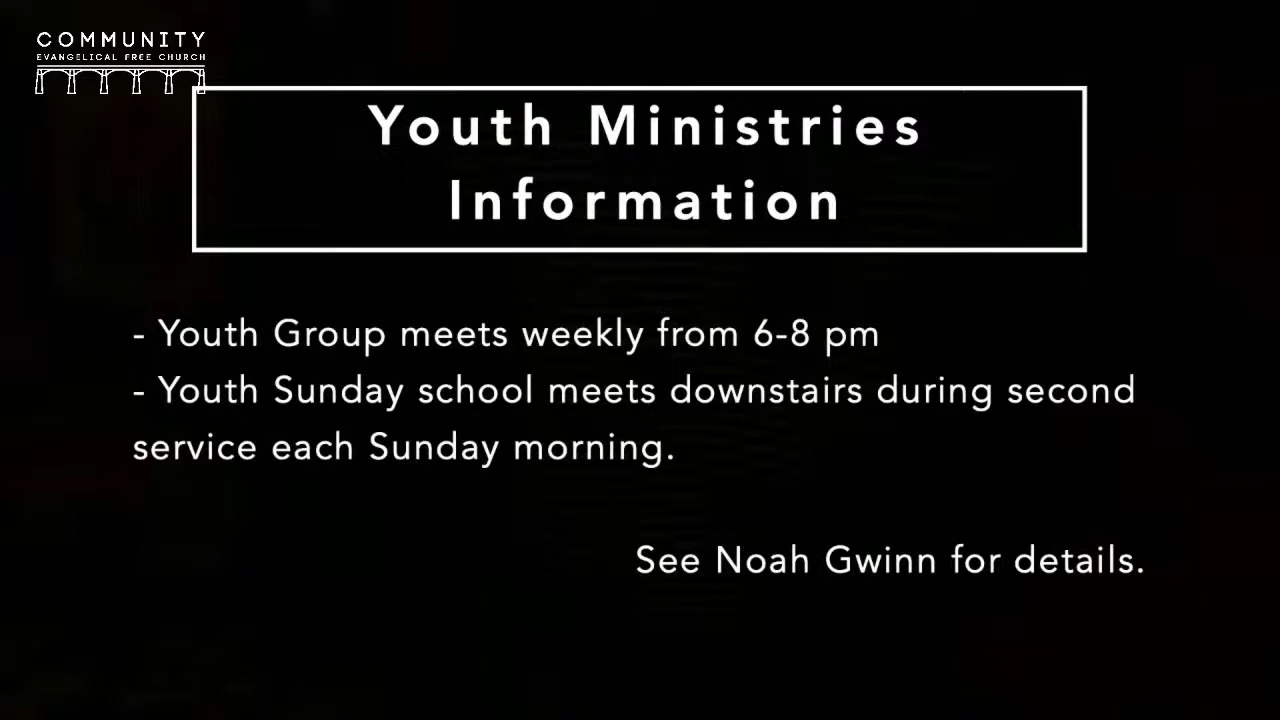 COMMUNITY
EVANGELICAL FREE CHURCH
Youth Ministries
Information
- Youth Group meets weekly from 6-8 pm
- Youth Sunday school meets downstairs during second
service each Sunday morning.
See Noah Gwinn for details.